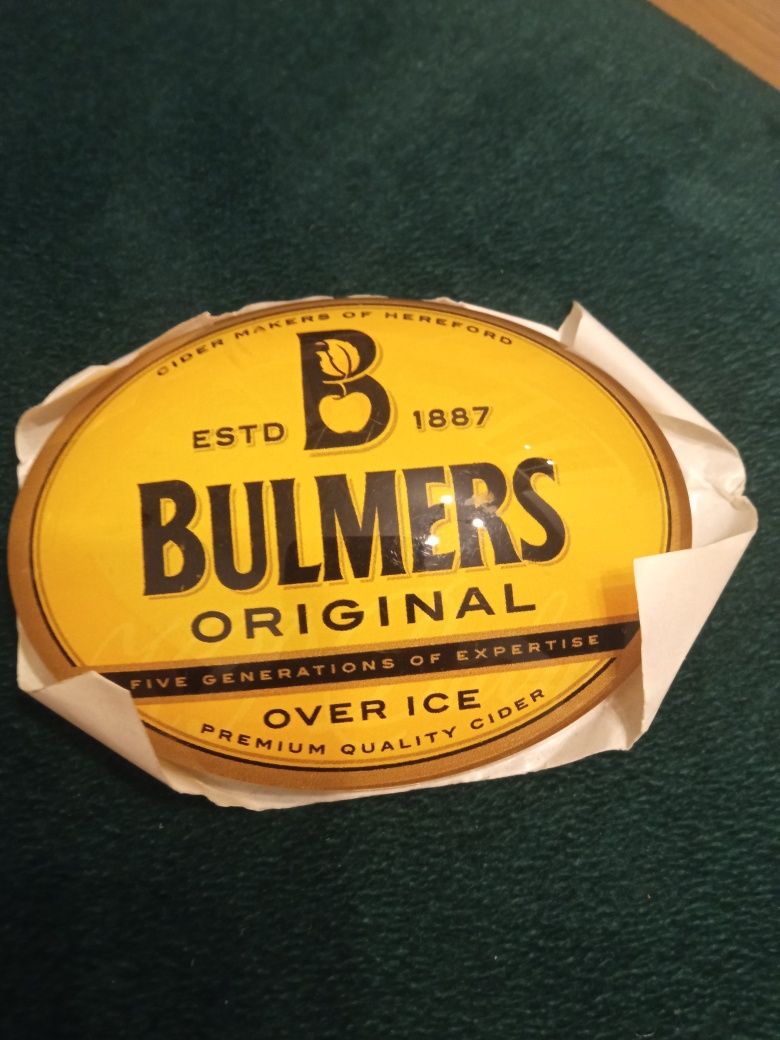 CIDER MAKERS OF HEREFORD
B
ESTD 1887
BULMERS
ORIGINAL
FIVE GENERATIONS OF EXPERTISE
OVER ICE
PREMIUM QUALITY CIDER